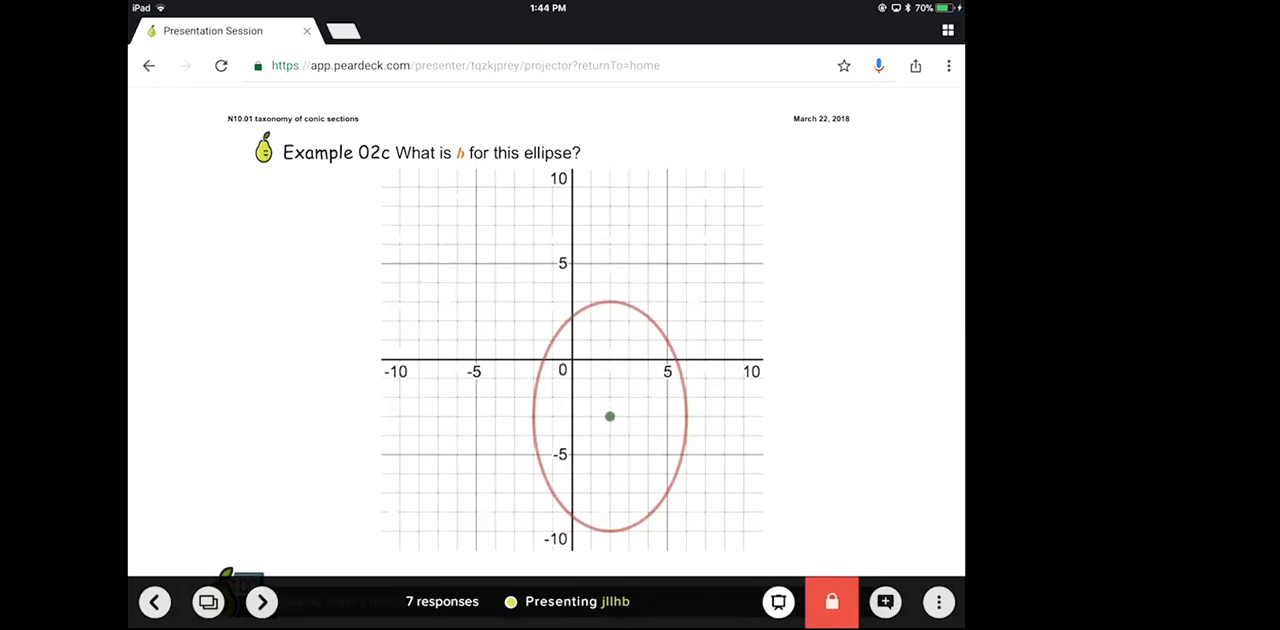 iPad 1:44 PM 70%
Presentation Session
https://app.peardeck.com/presenter/tqzkjprey/projector?returnTo=home
N10.01 taxonomy of conic sections March 22, 2018
Example 02c What is h for this ellipse?
10
5
-10 -5 0 5 10
-5
-10
7 responses Presenting jllhb